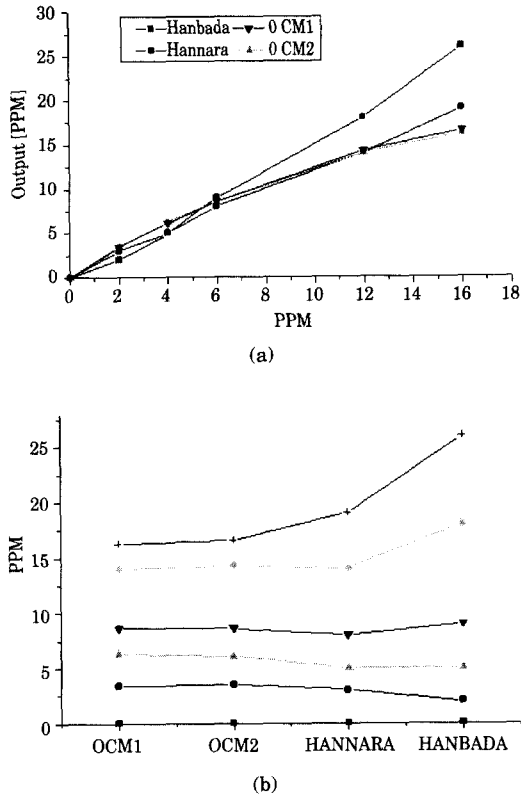 30
25
20
15
10
5
0
Output [PPM]
Hanbada 0 CM1
Hannara 0 CM2
0 2 4 6 8 10 12 14 16 18
PPM
(a)
25
20
15
10
5
0
PPM
OCM1 OCM2 HANNARA HANBADA
(b)